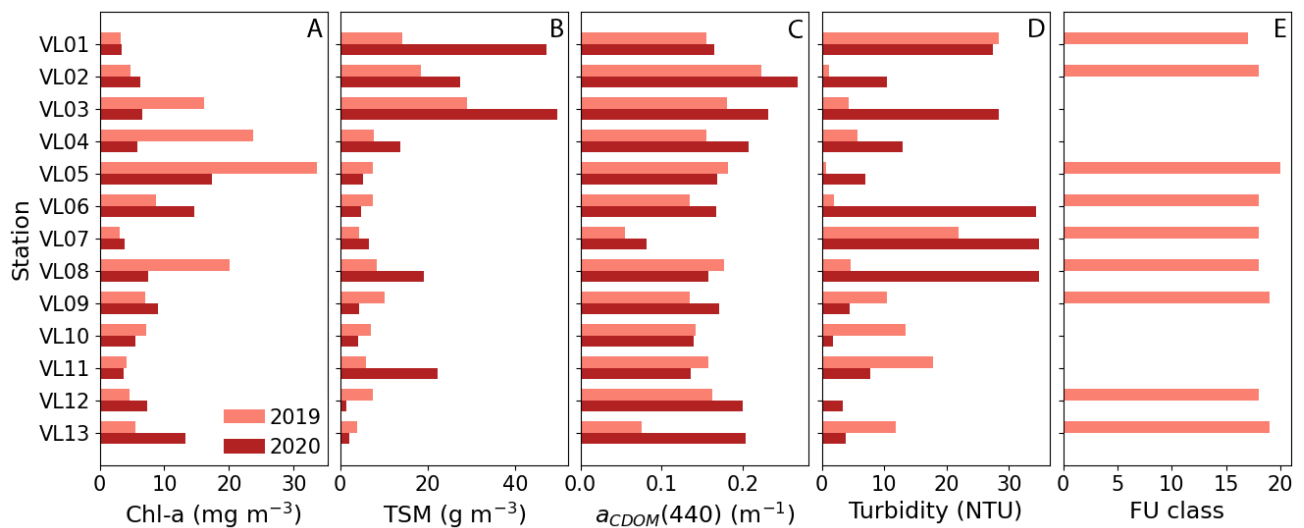 A B C D E
Station
VL01
VL02
VL03
VL04
VL05
VL06
VL07
VL08
VL09
VL10
VL11
VL12
VL13
2019
2020
0 10 20 30
0 20 40
0.0 0.1 0.2
0 10 20 30
0 5 10 15 20
Chl-a (mg m⁻³)
TSM (g m⁻³)
a_CDOM(440) (m⁻¹)
Turbidity (NTU)
FU class